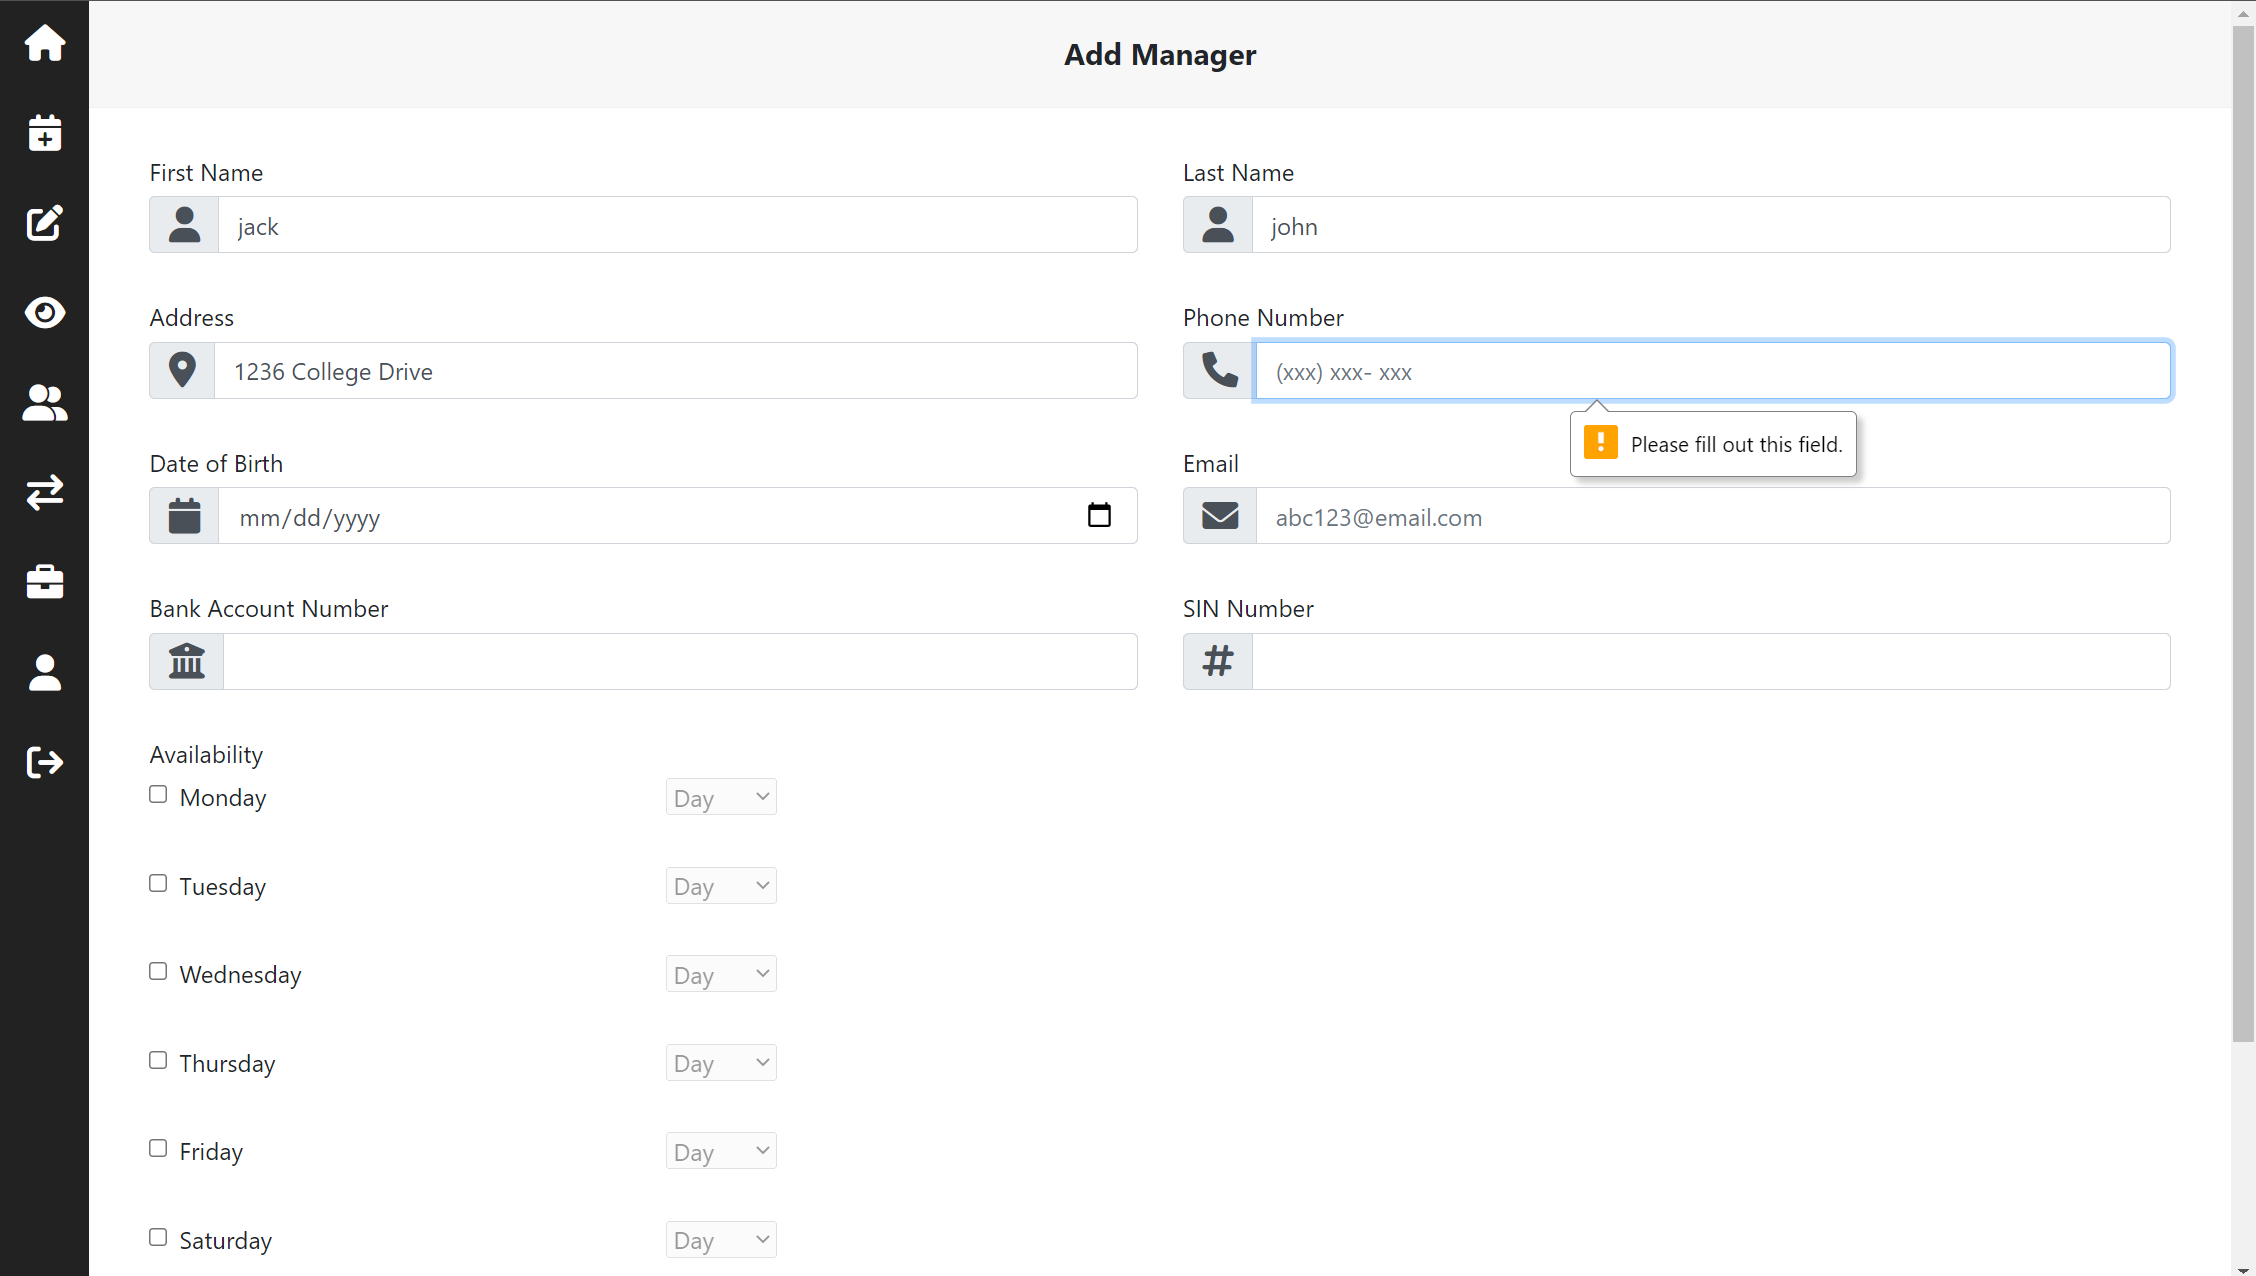 Add Manager
First Name
Last Name
jack
john
Address
Phone Number
1236 College Drive
(xxx) xxx- xxx
Please fill out this field.
Date of Birth
Email
mm/dd/yyyy
abc123@email.com
Bank Account Number
SIN Number
Availability
Monday Day
Tuesday Day
Wednesday Day
Thursday Day
Friday Day
Saturday Day